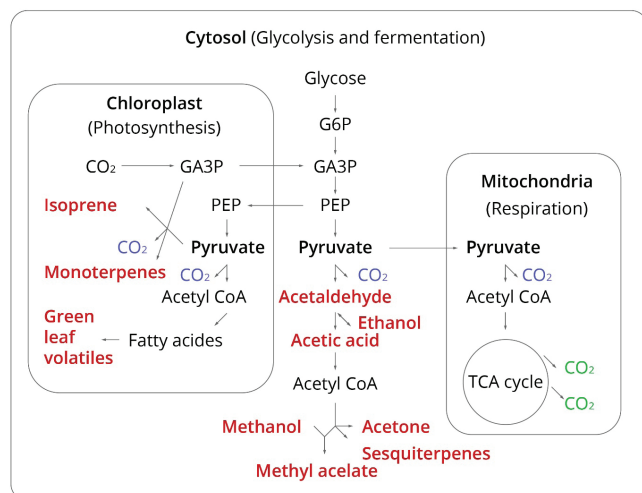 Cytosol (Glycolysis and fermentation)
Chloroplast
(Photosynthesis)
CO₂
GA3P
Isoprene
PEP
CO₂
Pyruvate
Monoterpenes
CO₂
Acetyl CoA
Green
leaf
volatiles
Fatty acides
Glycose
G6P
GA3P
PEP
Pyruvate
CO₂
Acetaldehyde
Ethanol
Acetic acid
Acetyl CoA
Methanol
Acetone
Sesquiterpenes
Methyl acelate
Mitochondria
(Respiration)
Pyruvate
CO₂
Acetyl CoA
TCA cycle
CO₂
CO₂